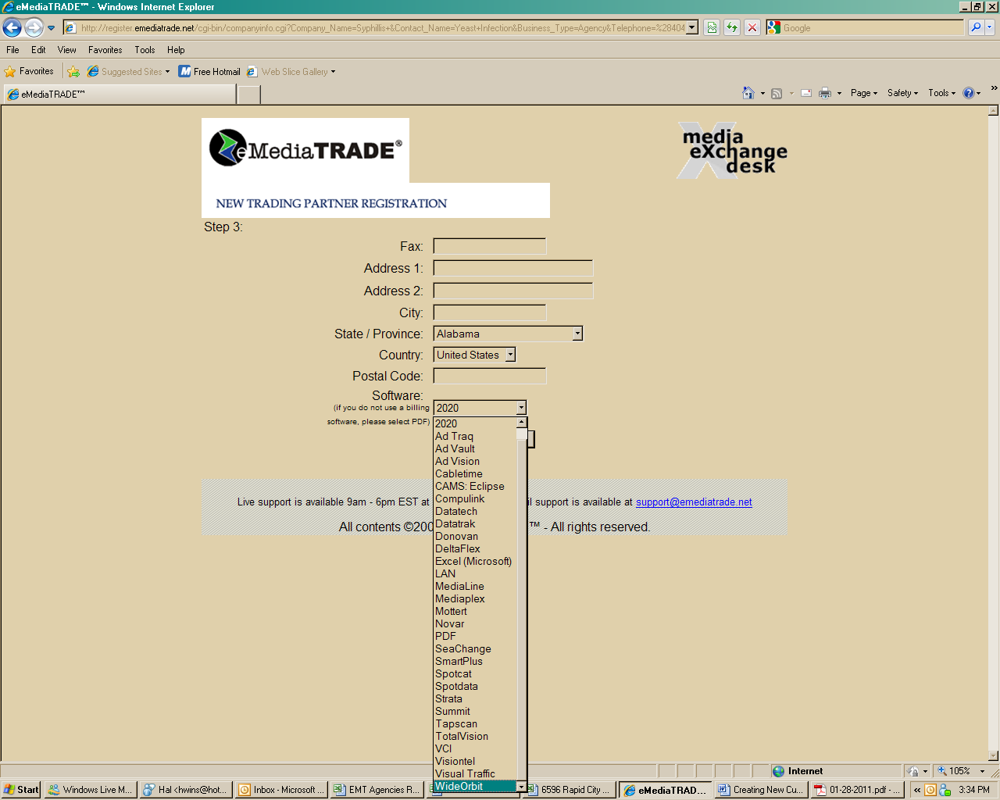 eMediaTRADE™ - Windows Internet Explorer
http://register.emediatrade.net/cgi-bin/companyinfo.cgi?Company_Name=Syphillis+&Contact_Name=Yeast+Infection&Business_Type=Agency&Telephone=%28404
Google
File Edit View Favorites Tools Help
Favorites Suggested Sites Free Hotmail Web Slice Gallery
eMediaTRADE™
Page Safety Tools
eMediaTRADE®
media
eXchange
desk
NEW TRADING PARTNER REGISTRATION
Step 3:
Fax:
Address 1:
Address 2:
City:
State / Province: Alabama
Country: United States
Postal Code:
Software:
(if you do not use a billing
software, please select PDF)
2020
2020
Ad Traq
Ad Vault
Ad Vision
Cabletime
CAMS: Eclipse
Compulink
Datatech
Datatrak
Donovan
DeltaFlex
Excel (Microsoft)
LAN
MediaLine
Mediaplex
Mottert
Novar
PDF
SeaChange
SmartPlus
Spotcat
Spotdata
Strata
Summit
Tapscan
TotalVision
VCI
Visiontel
Visual Traffic
WideOrbit
Live support is available 9am - 6pm EST at il support is available at support@emediatrade.net
All contents ©200 ™ - All rights reserved.
Internet 105%
Start Windows Live M... Hal <hwins@hot... Inbox - Microsoft ... EMT Agencies R... 6596 Rapid City ... eMediaTRAD... Creating New Cu... 01-28-2011.pdf - ... « 3:34 PM